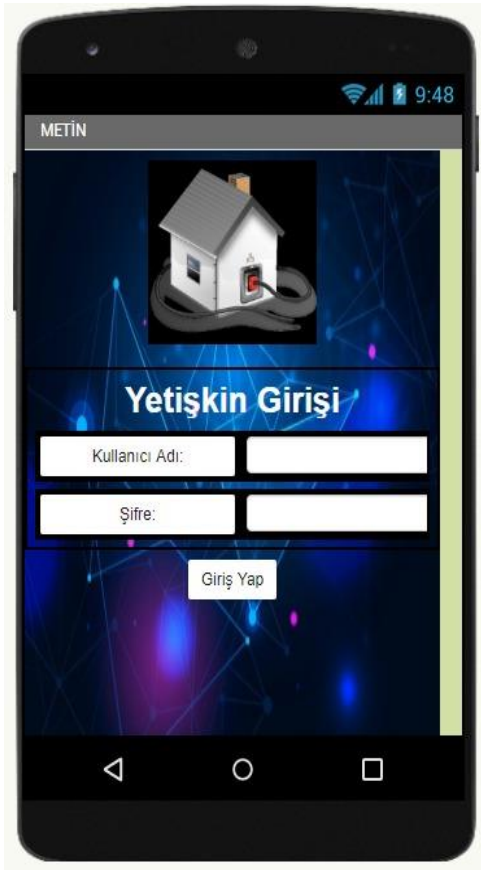 9:48
METİN
Yetişkin Girişi
Kullanıcı Adı:
Şifre:
Giriş Yap